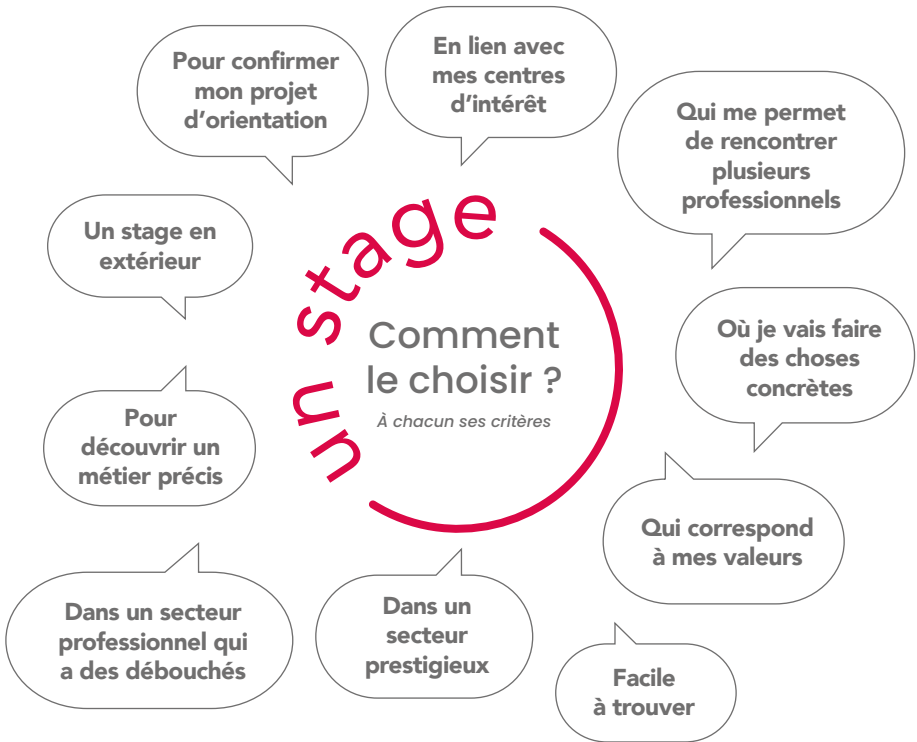 Pour confirmer
mon projet
d'orientation
En lien avec
mes centres
d'intérêt
Qui me permet
de rencontrer
plusieurs
professionnels
Un stage en
extérieur
un stage
Comment
le choisir ?
À chacun ses critères
Où je vais faire
des choses
concrètes
Pour
découvrir un
métier précis
Qui correspond
à mes valeurs
Dans un secteur
professionnel qui
a des débouchés
Dans un
secteur
prestigieux
Facile
à trouver